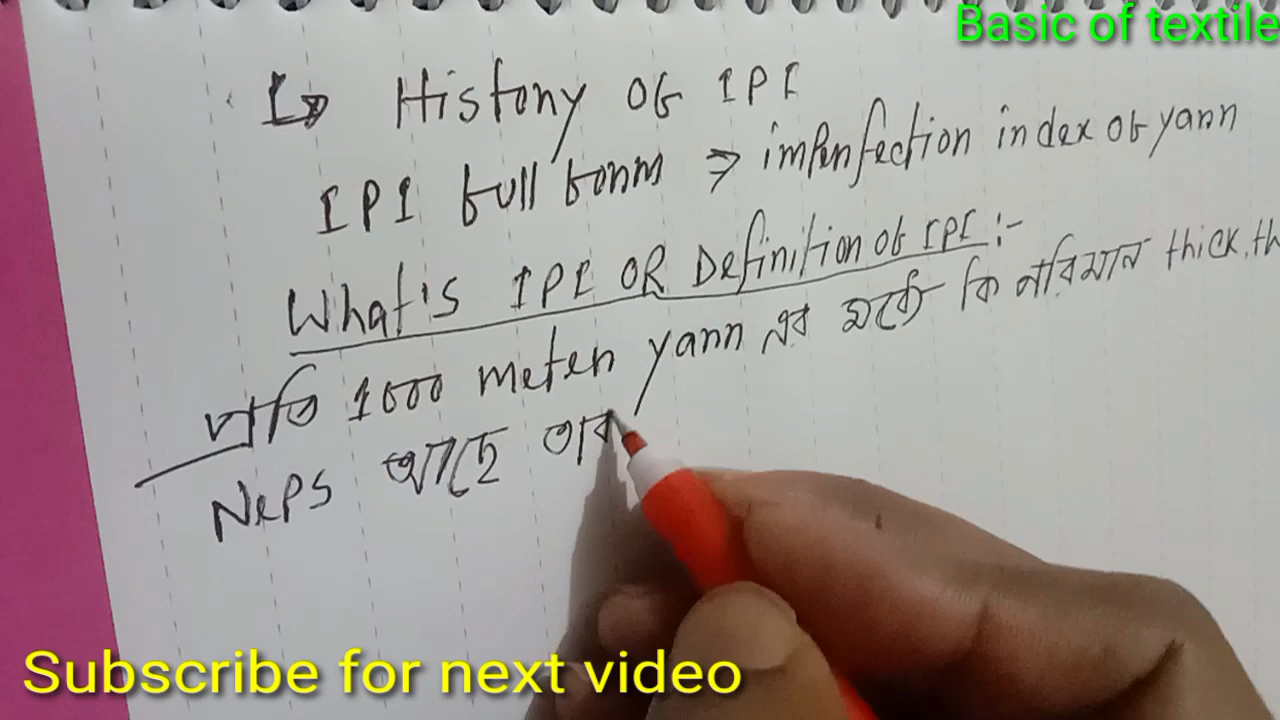 Basic of textile
1) History of IPI
IPI full form ⇒ imperfection index of yarn
What's IPI OR Definition of IPI :-
প্রতি 1000 meter yarn এর মধ্যে কি পরিমান thick, th
Neps আছে তাকে
Subscribe for next video